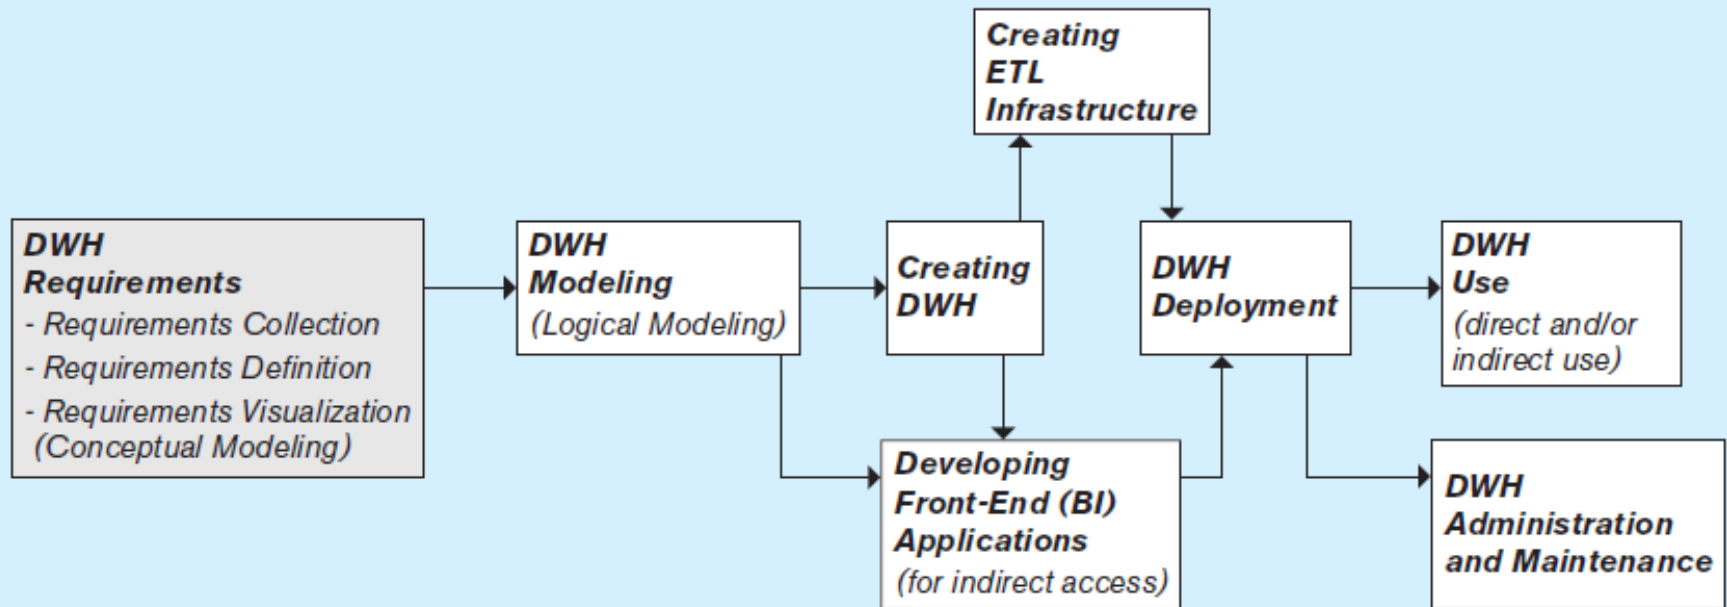 Creating
ETL
Infrastructure
DWH
Requirements
- Requirements Collection
- Requirements Definition
- Requirements Visualization
(Conceptual Modeling)
DWH
Modeling
(Logical Modeling)
Creating
DWH
DWH
Deployment
DWH
Use
(direct and/or
indirect use)
Developing
Front-End (BI)
Applications
(for indirect access)
DWH
Administration
and Maintenance